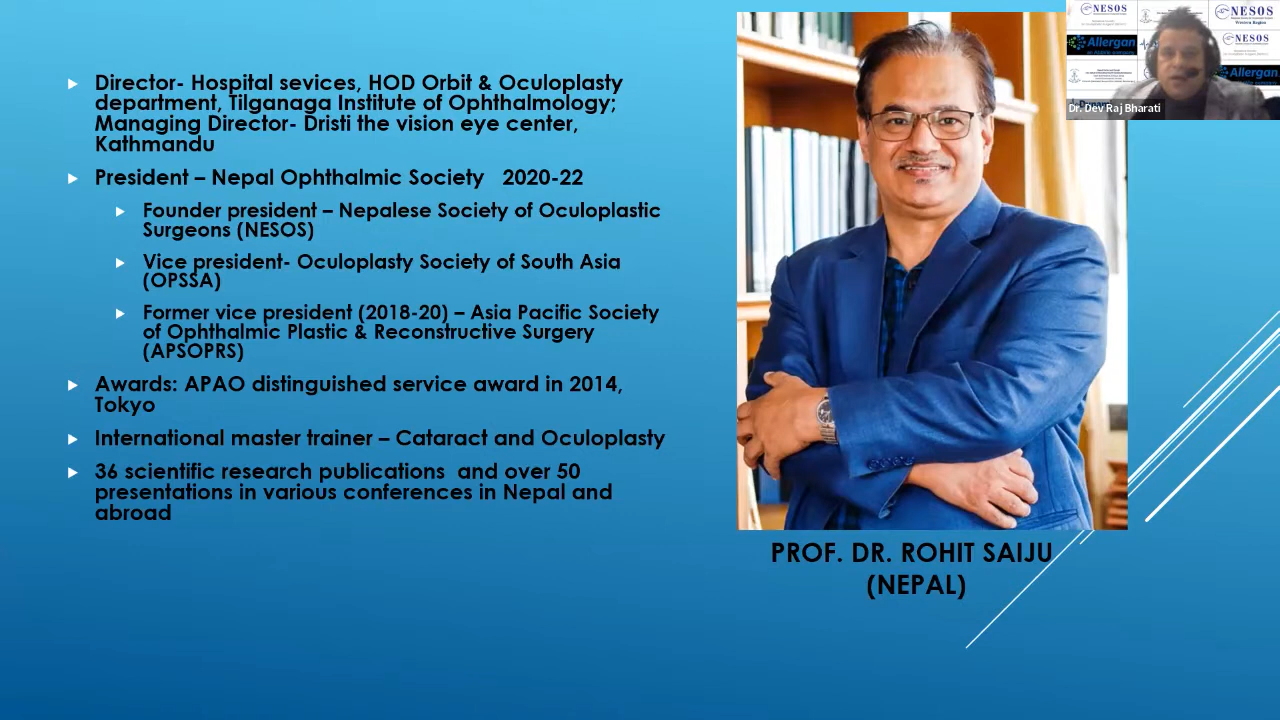 Director- Hospital sevices, HOD Orbit & Oculoplasty
department, Tilganaga Institute of Ophthalmology;
Managing Director- Dristi the vision eye center,
Kathmandu
President – Nepal Ophthalmic Society 2020-22
Founder president – Nepalese Society of Oculoplastic
Surgeons (NESOS)
Vice president- Oculoplasty Society of South Asia
(OPSSA)
Former vice president (2018-20) – Asia Pacific Society
of Ophthalmic Plastic & Reconstructive Surgery
(APSOPRS)
Awards: APAO distinguished service award in 2014,
Tokyo
International master trainer – Cataract and Oculoplasty
36 scientific research publications and over 50
presentations in various conferences in Nepal and
abroad
PROF. DR. ROHIT SAIJU
(NEPAL)
NESOS
NESOS
Western Region
Allergan
NESOS
Allergan
Dr. Dev Raj Bharati